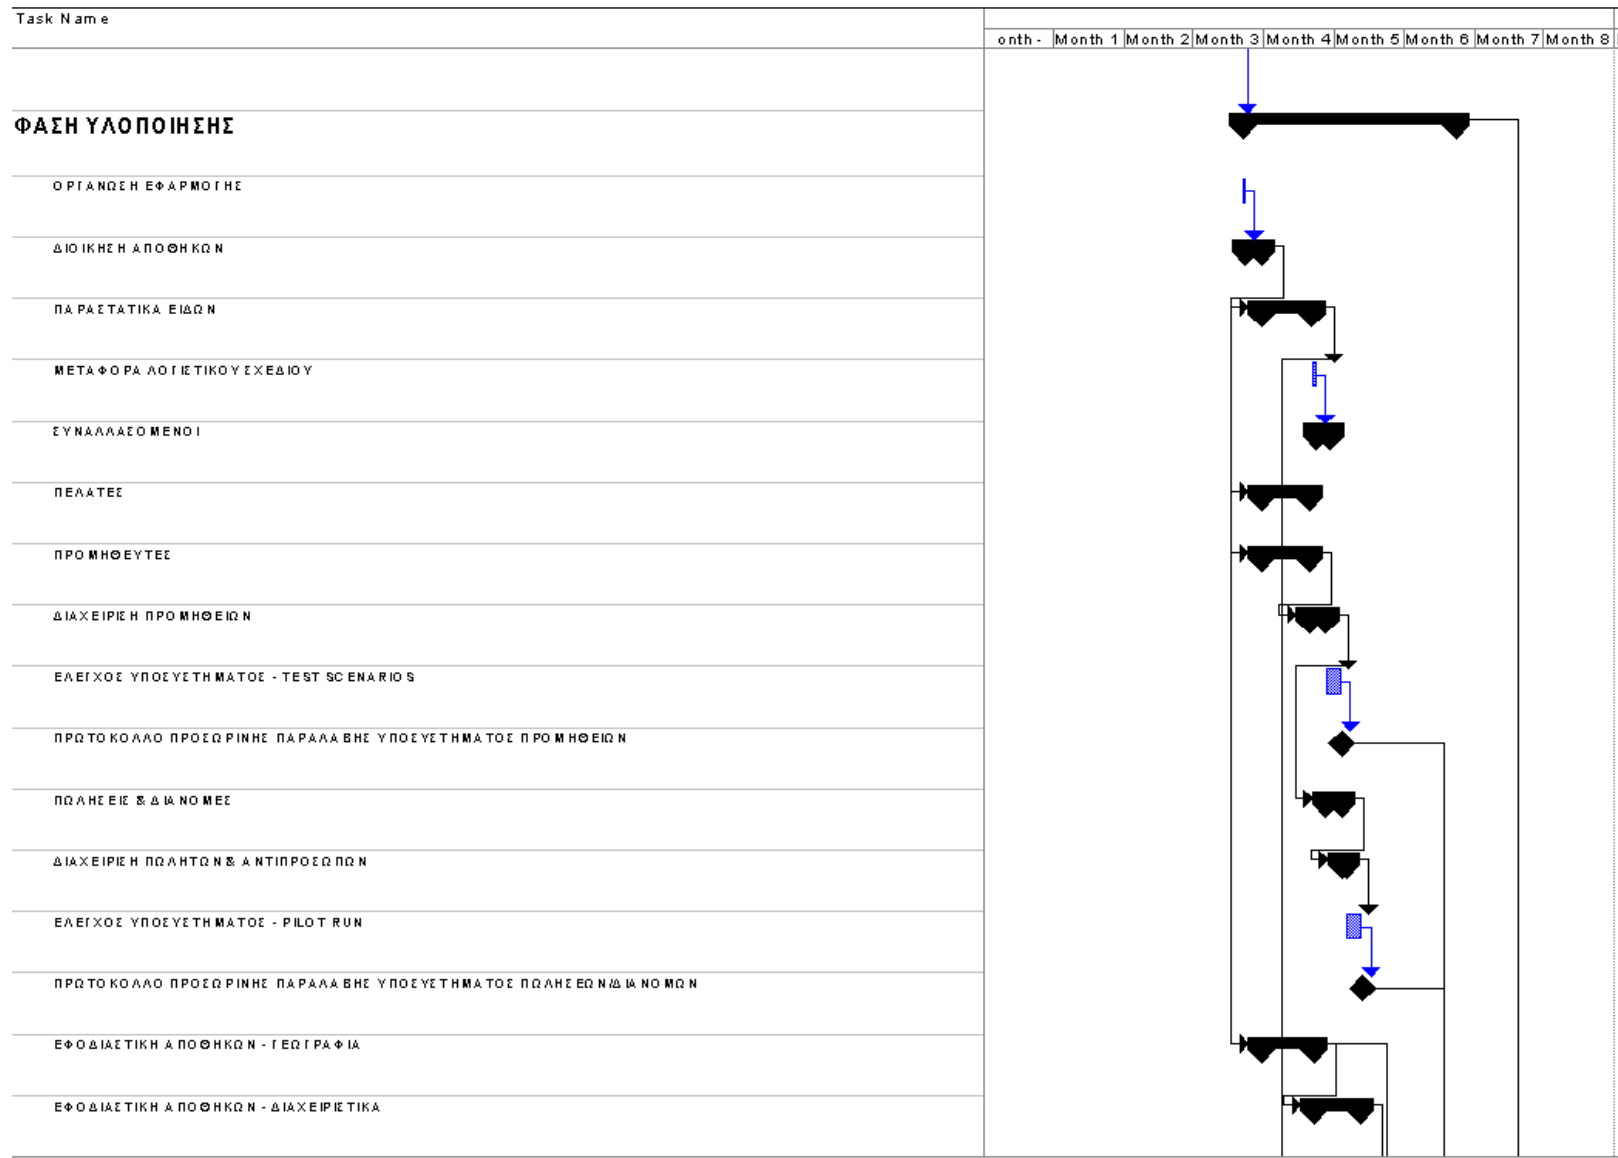 Task Name
onth - Month 1 Month 2 Month 3 Month 4 Month 5 Month 6 Month 7 Month 8
ΦΑΣΗ ΥΛΟΠΟΙΗΣΗΣ
ΟΡΓΑΝΩΣΗ ΕΦΑΡΜΟΓΗΣ
ΔΙΟΙΚΗΣΗ ΑΠΟΘΗΚΩΝ
ΠΑΡΑΣΤΑΤΙΚΑ ΕΙΔΩΝ
ΜΕΤΑΦΟΡΑ ΛΟΓΙΣΤΙΚΟΥ ΣΧΕΔΙΟΥ
ΣΥΝΑΛΛΑΣΟΜΕΝΟΙ
ΠΕΛΑΤΕΣ
ΠΡΟΜΗΘΕΥΤΕΣ
ΔΙΑΧΕΙΡΙΣΗ ΠΡΟΜΗΘΕΙΩΝ
ΕΛΕΓΧΟΣ ΥΠΟΣΥΣΤΗΜΑΤΟΣ - TEST SCENARIOS
ΠΡΩΤΟΚΟΛΛΟ ΠΡΟΣΩΡΙΝΗΣ ΠΑΡΑΛΑΒΗΣ ΥΠΟΣΥΣΤΗΜΑΤΟΣ ΠΡΟΜΗΘΕΙΩΝ
ΠΩΛΗΣΕΙΣ & ΔΙΑΝΟΜΕΣ
ΔΙΑΧΕΙΡΙΣΗ ΠΩΛΗΤΩΝ & ΑΝΤΙΠΡΟΣΩΠΩΝ
ΕΛΕΓΧΟΣ ΥΠΟΣΥΣΤΗΜΑΤΟΣ - PILOT RUN
ΠΡΩΤΟΚΟΛΛΟ ΠΡΟΣΩΡΙΝΗΣ ΠΑΡΑΛΑΒΗΣ ΥΠΟΣΥΣΤΗΜΑΤΟΣ ΠΩΛΗΣΕΩΝ/ΔΙΑΝΟΜΩΝ
ΕΦΟΔΙΑΣΤΙΚΗ ΑΠΟΘΗΚΩΝ - ΓΕΩΓΡΑΦΙΑ
ΕΦΟΔΙΑΣΤΙΚΗ ΑΠΟΘΗΚΩΝ - ΔΙΑΧΕΙΡΙΣΤΙΚΑ